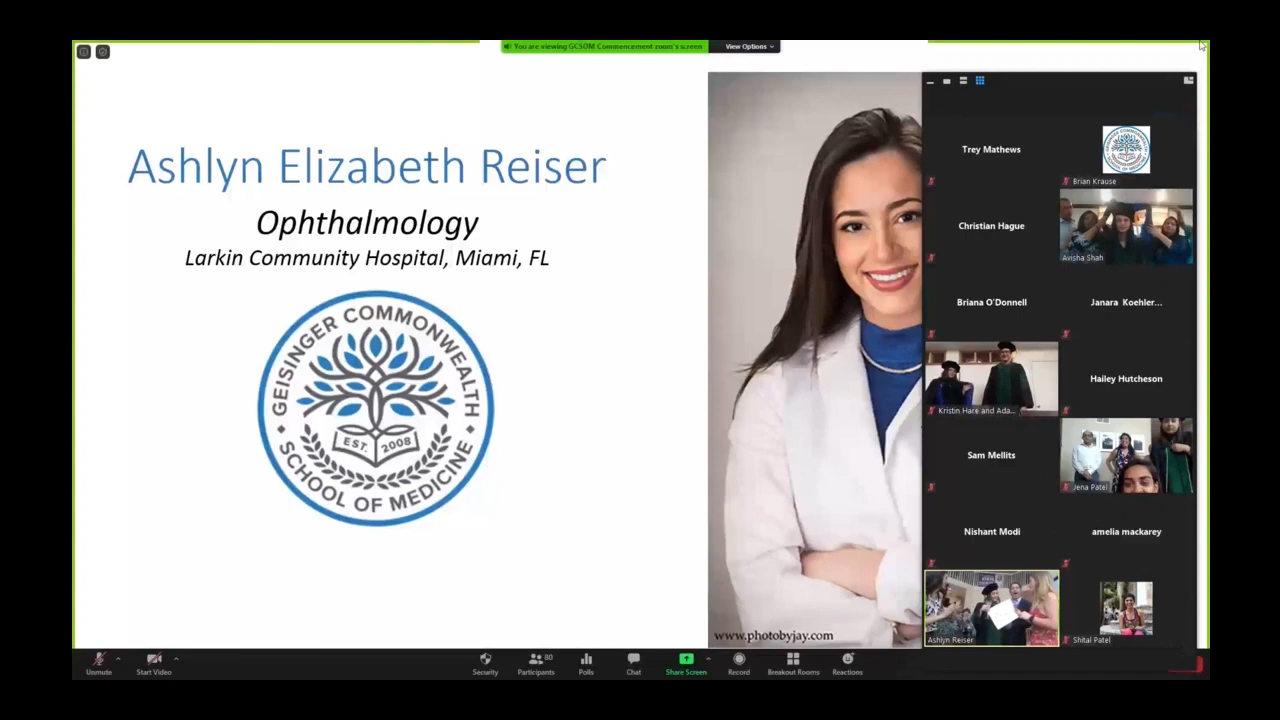 You are viewing GCSOM Commencement zoom's screen
View Options
Ashlyn Elizabeth Reiser
Ophthalmology
Larkin Community Hospital, Miami, FL
GEISINGER COMMONWEALTH
EST. 2008
SCHOOL OF MEDICINE
www.photobyjay.com
Trey Mathews
Brian Krause
Christian Hague
Avisha Shah
Briana O'Donnell
Janara Koehler...
Kristin Hare and Ada...
Hailey Hutcheson
Sam Mellits
Jena Patel
Nishant Modi
amelia mackarey
Ashlyn Reiser
Shital Patel
Unmute
Start Video
Security
Participants
80
Polls
Chat
Share Screen
Record
Breakout Rooms
Reactions